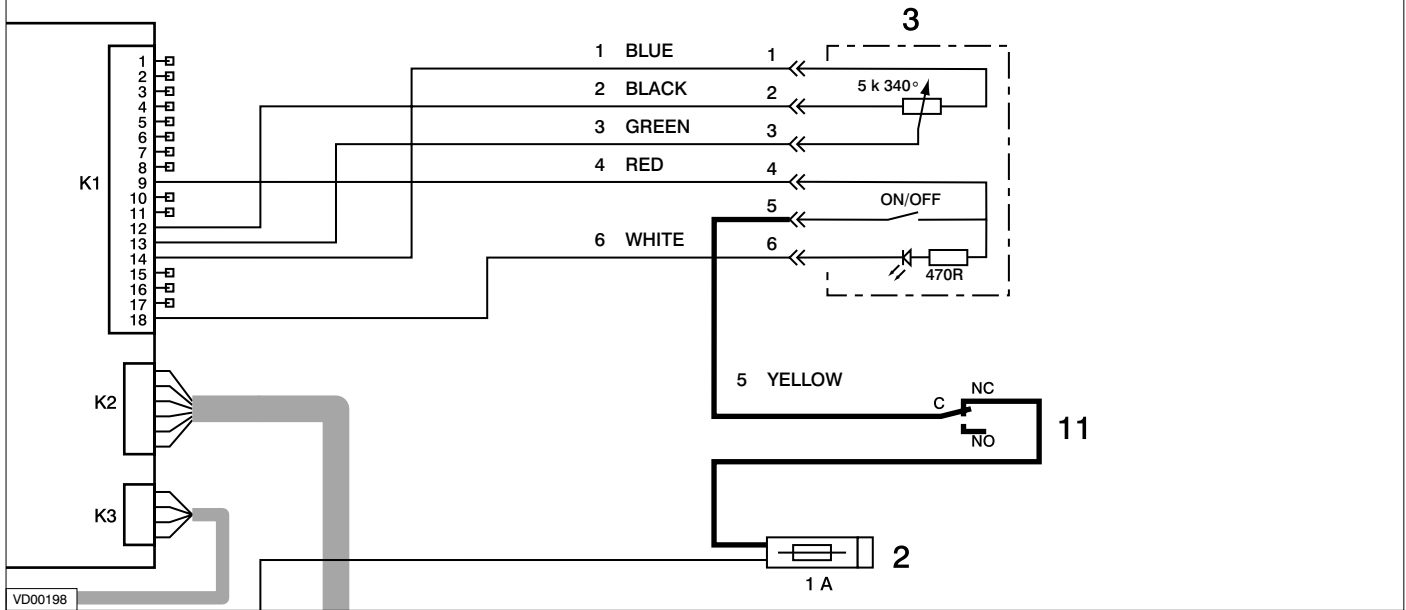 3
1 BLUE 1
5 k 340°
2 BLACK 2
3 GREEN 3
4 RED 4
ON/OFF
5
6 WHITE 6
470R
K1
1
2
3
4
5
6
7
8
9
10
11
12
13
14
15
16
17
18
5 YELLOW
C
NC
NO
11
K2
K3
2
1 A
VD00198